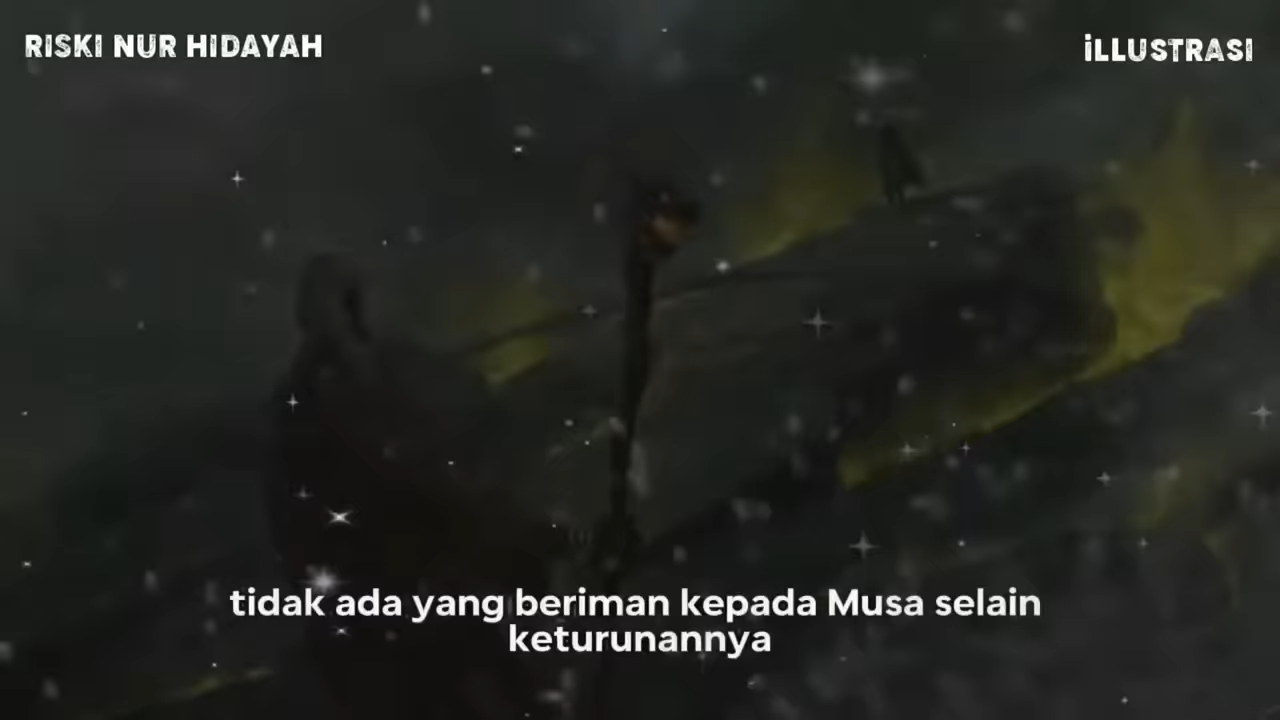 RISKI NUR HIDAYAH
İLLUSTRASI
tidak ada yang beriman kepada Musa selain
keturunannya